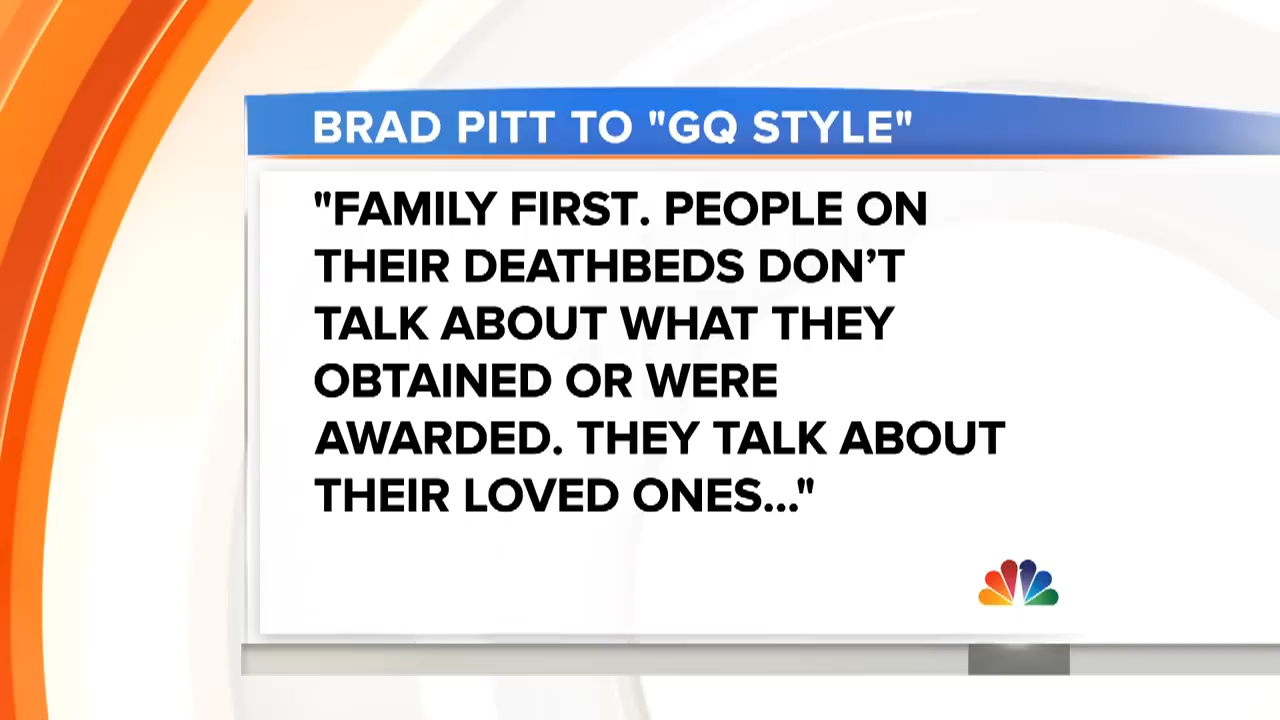 BRAD PITT TO "GQ STYLE"
"FAMILY FIRST. PEOPLE ON
THEIR DEATHBEDS DON’T
TALK ABOUT WHAT THEY
OBTAINED OR WERE
AWARDED. THEY TALK ABOUT
THEIR LOVED ONES..."